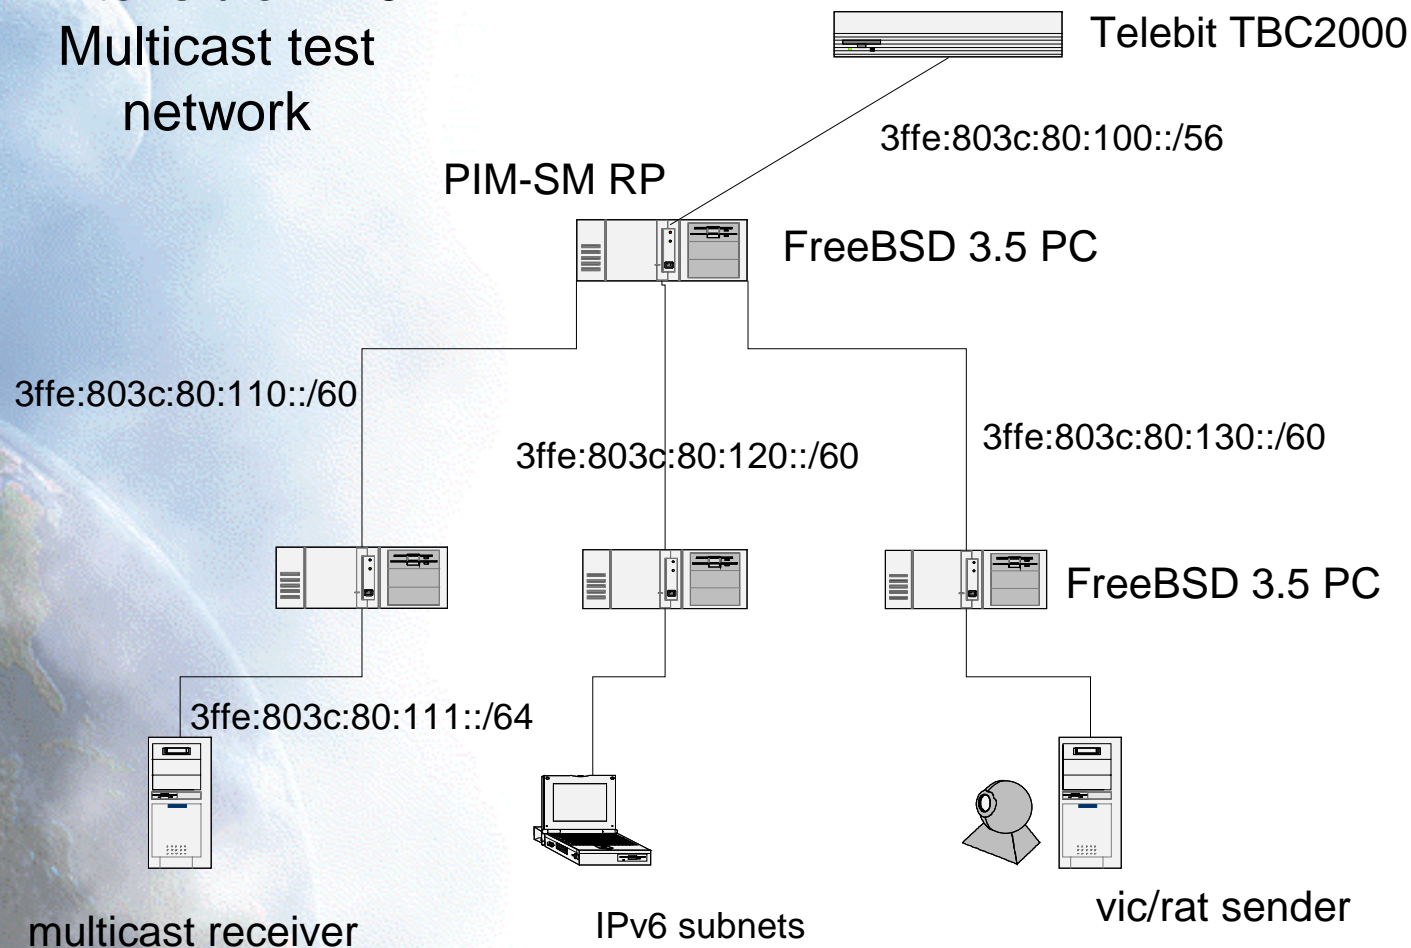 Multicast test
network
Telebit TBC2000
3ffe:803c:80:100::/56
PIM-SM RP
FreeBSD 3.5 PC
3ffe:803c:80:110::/60
3ffe:803c:80:120::/60
3ffe:803c:80:130::/60
FreeBSD 3.5 PC
3ffe:803c:80:111::/64
multicast receiver
IPv6 subnets
vic/rat sender